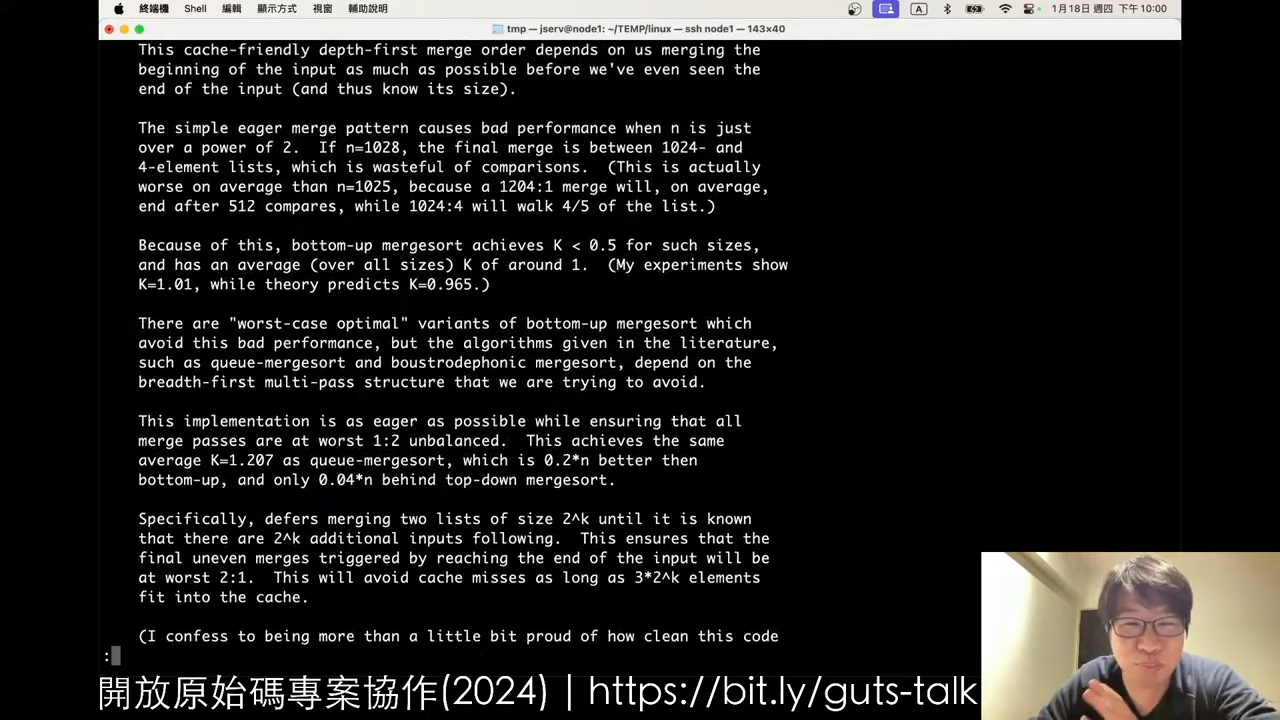 終端機 Shell 編輯 顯示方式 視窗 輔助說明 A 1月18日 週四 下午10:00
tmp — jserv@node1: ~/TEMP/linux — ssh node1 — 143×40
This cache-friendly depth-first merge order depends on us merging the
beginning of the input as much as possible before we've even seen the
end of the input (and thus know its size).
The simple eager merge pattern causes bad performance when n is just
over a power of 2.  If n=1028, the final merge is between 1024- and
4-element lists, which is wasteful of comparisons.  (This is actually
worse on average than n=1025, because a 1204:1 merge will, on average,
end after 512 compares, while 1024:4 will walk 4/5 of the list.)
Because of this, bottom-up mergesort achieves K < 0.5 for such sizes,
and has an average (over all sizes) K of around 1.  (My experiments show
K=1.01, while theory predicts K=0.965.)
There are "worst-case optimal" variants of bottom-up mergesort which
avoid this bad performance, but the algorithms given in the literature,
such as queue-mergesort and boustrodephonic mergesort, depend on the
breadth-first multi-pass structure that we are trying to avoid.
This implementation is as eager as possible while ensuring that all
merge passes are at worst 1:2 unbalanced.  This achieves the same
average K=1.207 as queue-mergesort, which is 0.2*n better then
bottom-up, and only 0.04*n behind top-down mergesort.
Specifically, defers merging two lists of size 2^k until it is known
that there are 2^k additional inputs following.  This ensures that the
final uneven merges triggered by reaching the end of the input will be
at worst 2:1.  This will avoid cache misses as long as 3*2^k elements
fit into the cache.
(I confess to being more than a little bit proud of how clean this code
:
開放原始碼專案協作(2024) | https://bit.ly/guts-talk